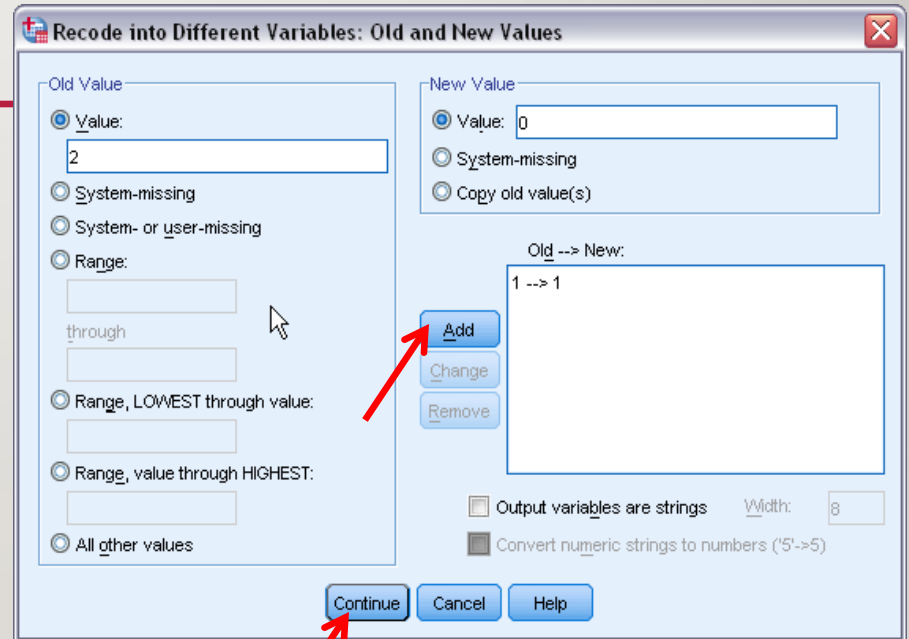 Recode into Different Variables: Old and New Values
Old Value
Value:
2
System-missing
System- or user-missing
Range:
through
Range, LOWEST through value:
Range, value through HIGHEST:
All other values
New Value
Value: 0
System-missing
Copy old value(s)
Old --> New:
1 --> 1
Add
Change
Remove
Output variables are strings Width: 8
Convert numeric strings to numbers ('5'->5)
Continue Cancel Help